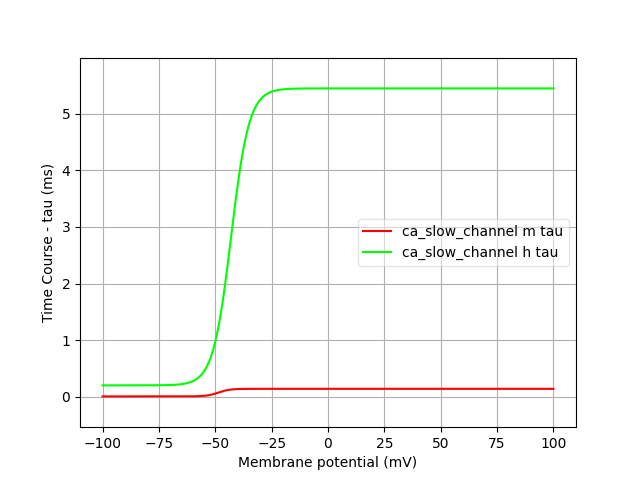 Time Course - tau (ms)
5
4
3
2
1
0
ca_slow_channel m tau
ca_slow_channel h tau
−100 −75 −50 −25 0 25 50 75 100
Membrane potential (mV)